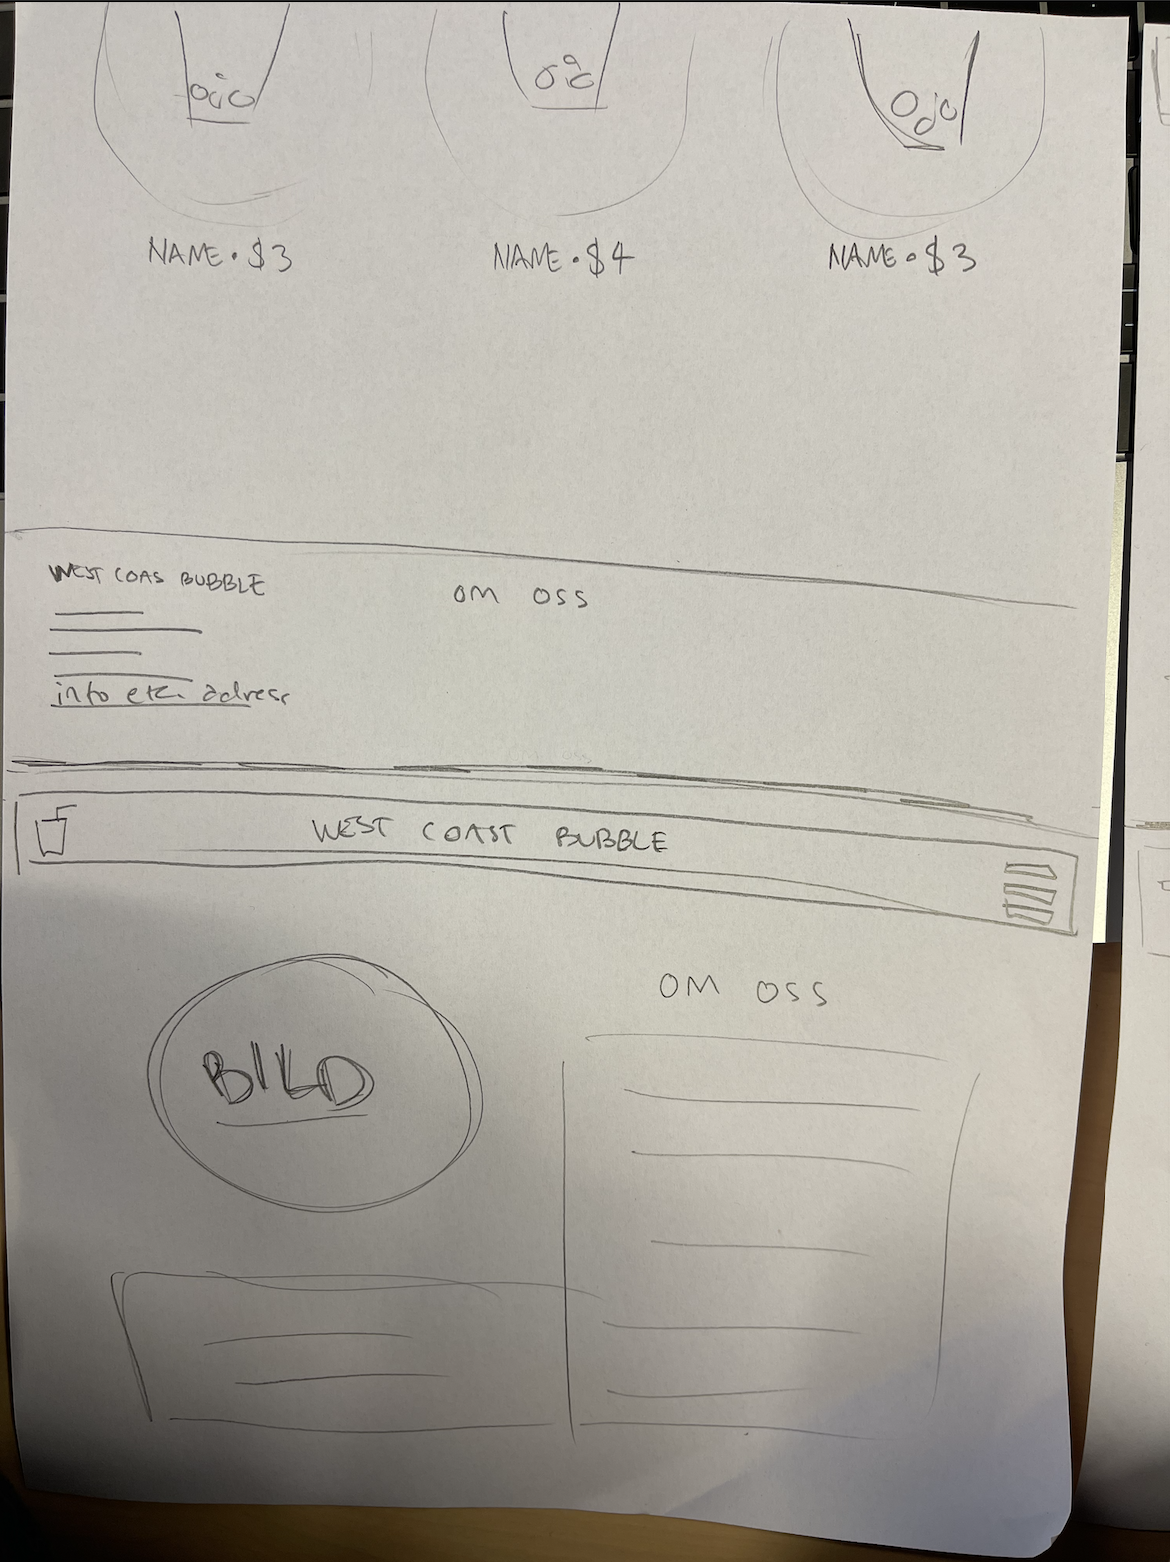 NAME • $3
NAME • $4
NAME • $3
WEST COAS BUBBLE
OM OSS
info etc. adress
WEST COAST BUBBLE
OM OSS
BILD